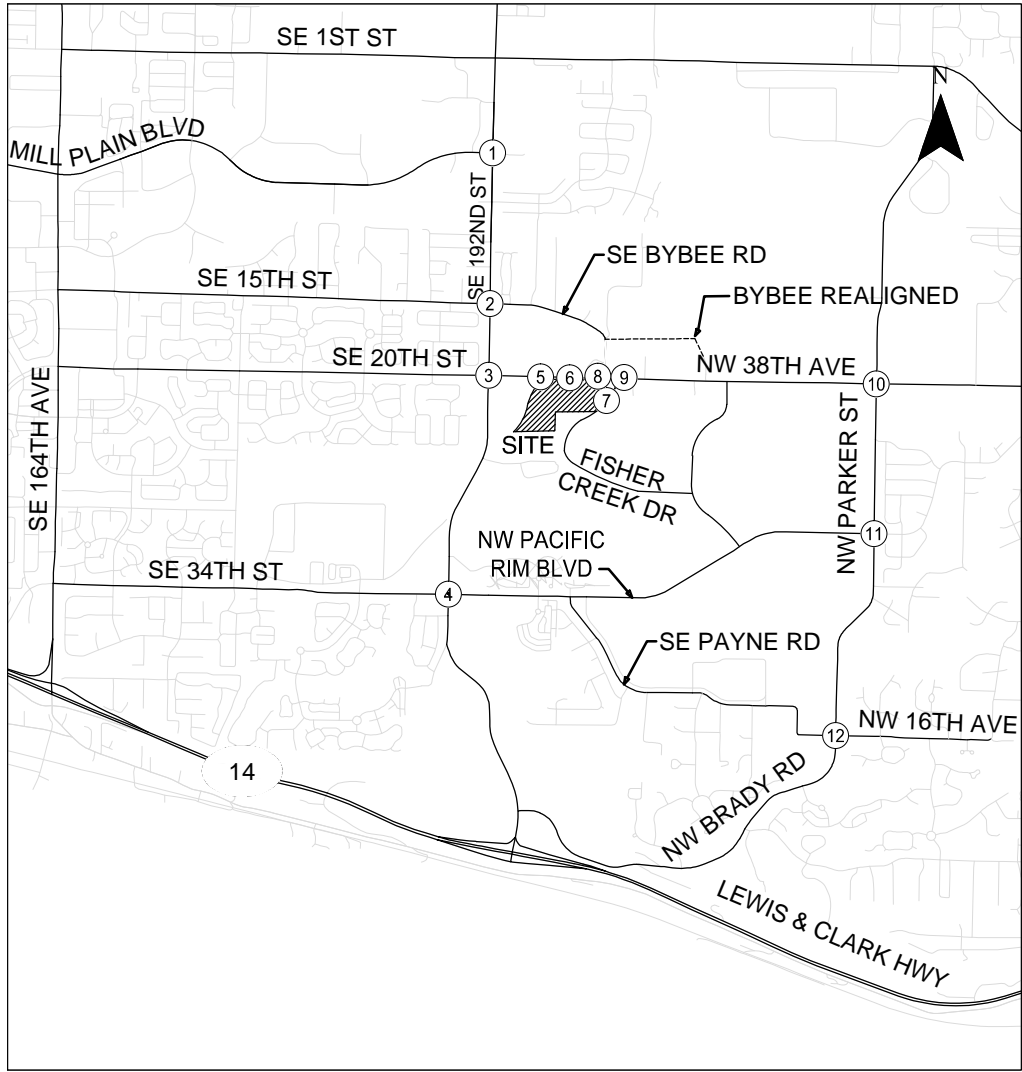 SE 1ST ST
N
MILL PLAIN BLVD
1
SE 192ND ST
SE BYBEE RD
SE 15TH ST
2
BYBEE REALIGNED
SE 20TH ST
3
5
6
8
9
NW 38TH AVE
10
7
SITE
SE 164TH AVE
FISHER
CREEK DR
NW PARKER ST
NW PACIFIC
RIM BLVD
11
SE 34TH ST
4
SE PAYNE RD
NW 16TH AVE
12
14
NW BRADY RD
LEWIS & CLARK HWY